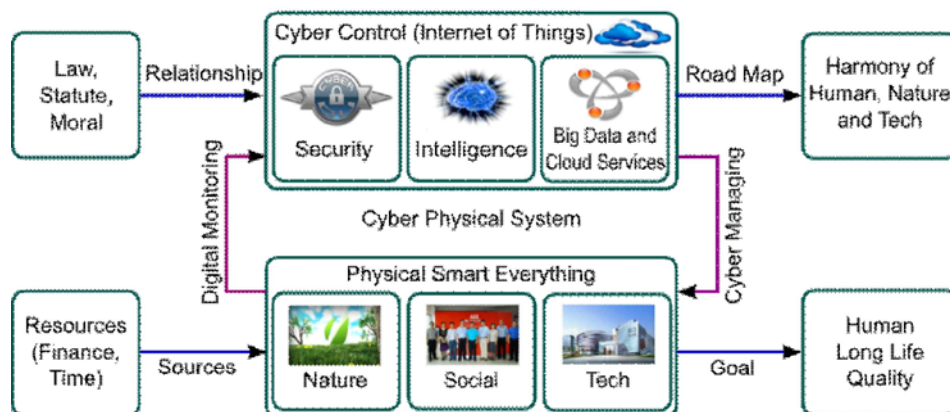 Cyber Control (Internet of Things)
Law,
Statute,
Moral
Relationship
Security
Intelligence
Big Data and
Cloud Services
Road Map
Harmony of
Human, Nature
and Tech
Digital Monitoring
Cyber Physical System
Cyber Managing
Physical Smart Everything
Resources
(Finance,
Time)
Sources
Nature
Social
Tech
Goal
Human
Long Life
Quality